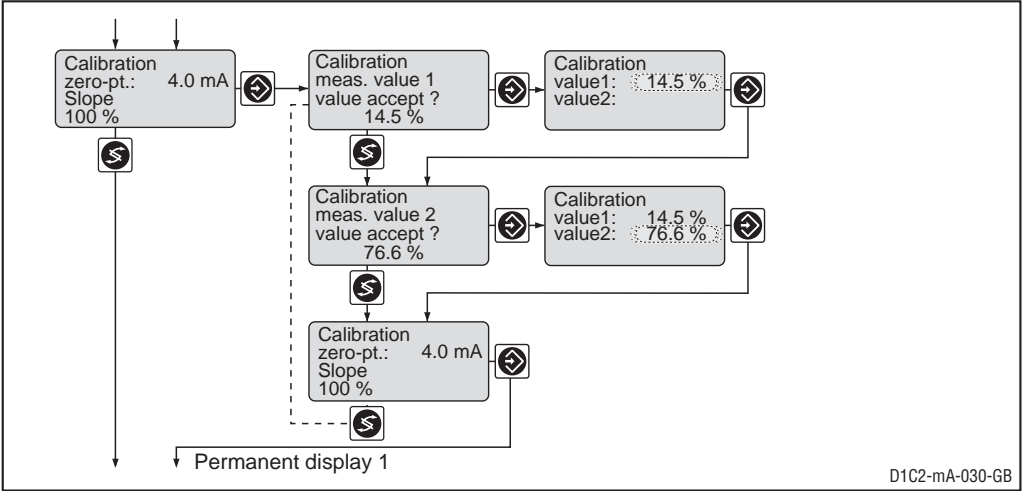 Calibration
zero-pt.: 4.0 mA
Slope
100 %
Calibration
meas. value 1
value accept ?
14.5 %
Calibration
value1: 14.5 %
value2:
Calibration
meas. value 2
value accept ?
76.6 %
Calibration
value1: 14.5 %
value2: 76.6 %
Calibration
zero-pt.: 4.0 mA
Slope
100 %
Permanent display 1
D1C2-mA-030-GB